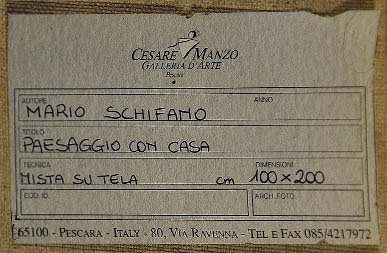 CESARE MANZO
GALLERIA D'ARTE
PESCARA
AUTORE
ANNO
MARIO SCHIFANO
TITOLO
PAESAGGIO CON CASA
TECNICA
DIMENSIONI
MISTA SU TELA cm 100×200
COD. ID.
ARCH. FOTO
65100 - PESCARA - ITALY - 80, VIA RAVENNA - TEL E FAX 085/4217972